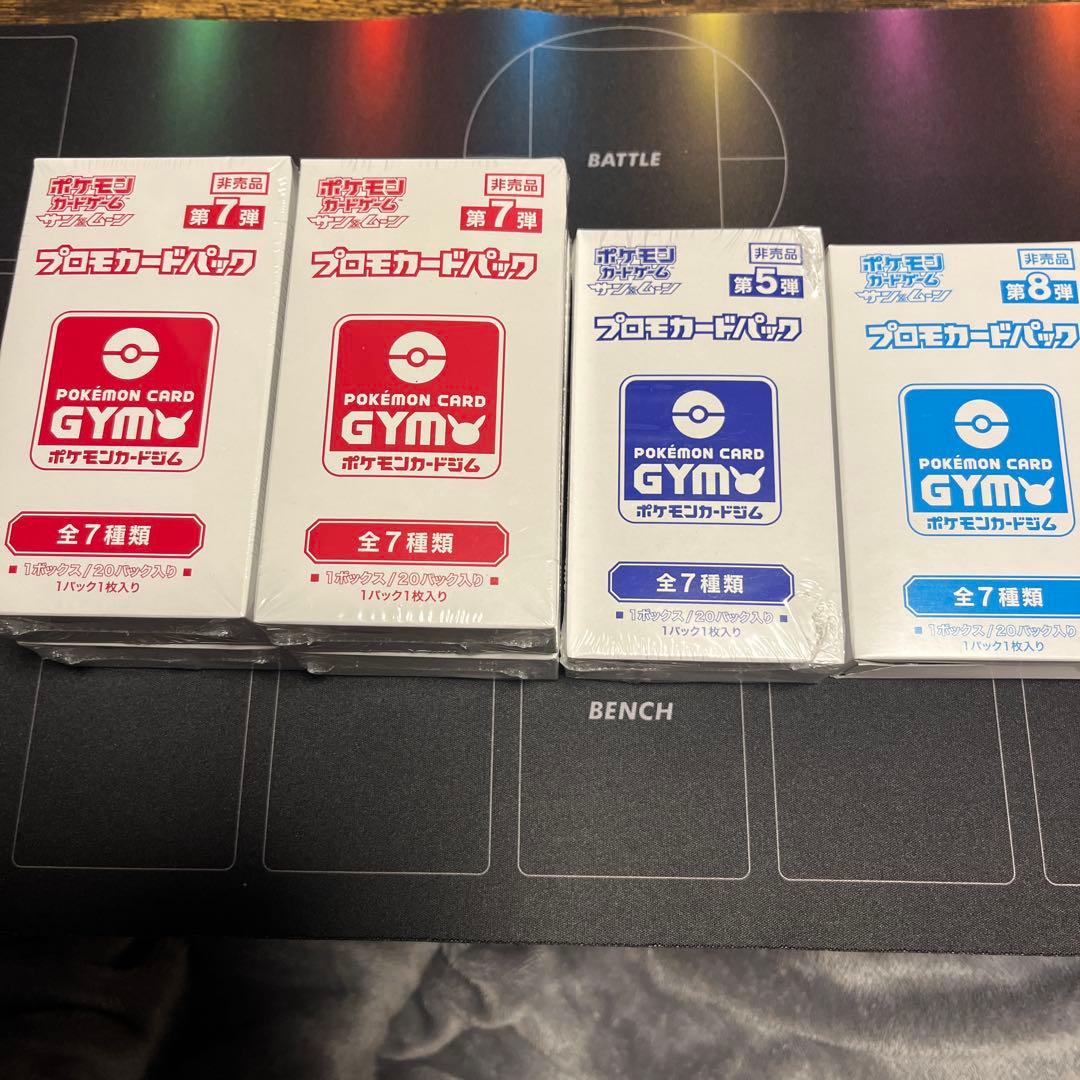 BATTLE
ポケモン
カードゲーム
サン&ムーン
非売品
第7弾
プロモカードパック
POKÉMON CARD
GYM
ポケモンカードジム
全7種類
1ボックス/20パック入り
1パック1枚入り
ポケモン
カードゲーム
サン&ムーン
非売品
第7弾
プロモカードパック
POKÉMON CARD
GYM
ポケモンカードジム
全7種類
1ボックス/20パック入り
1パック1枚入り
ポケモン
カードゲーム
サン&ムーン
非売品
第5弾
プロモカードパック
POKÉMON CARD
GYM
ポケモンカードジム
全7種類
1ボックス/20パック入り
1パック1枚入り
ポケモン
カードゲーム
サン&ムーン
非売品
第8弾
プロモカードパック
POKÉMON CARD
GYM
ポケモンカードジム
全7種類
1ボックス/20パック入り
1パック1枚入り
BENCH